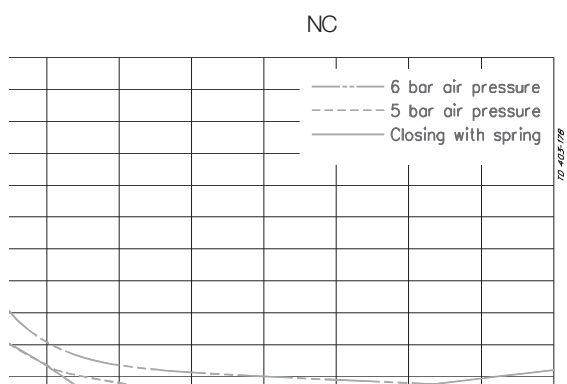 NC
6 bar air pressure
5 bar air pressure
Closing with spring
TD 403-178